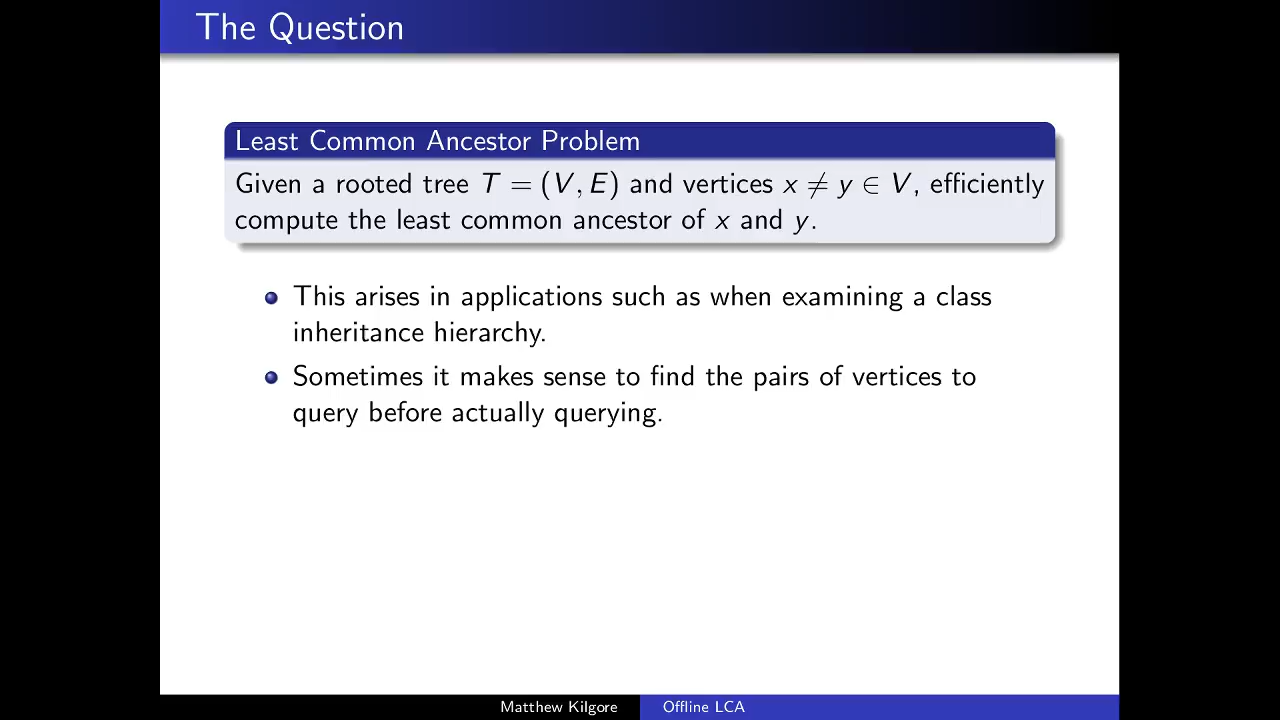 The Question
Least Common Ancestor Problem
Given a rooted tree T = (V, E) and vertices x ≠ y ∈ V, efficiently
compute the least common ancestor of x and y.
This arises in applications such as when examining a class
inheritance hierarchy.
Sometimes it makes sense to find the pairs of vertices to
query before actually querying.
Matthew Kilgore
Offline LCA